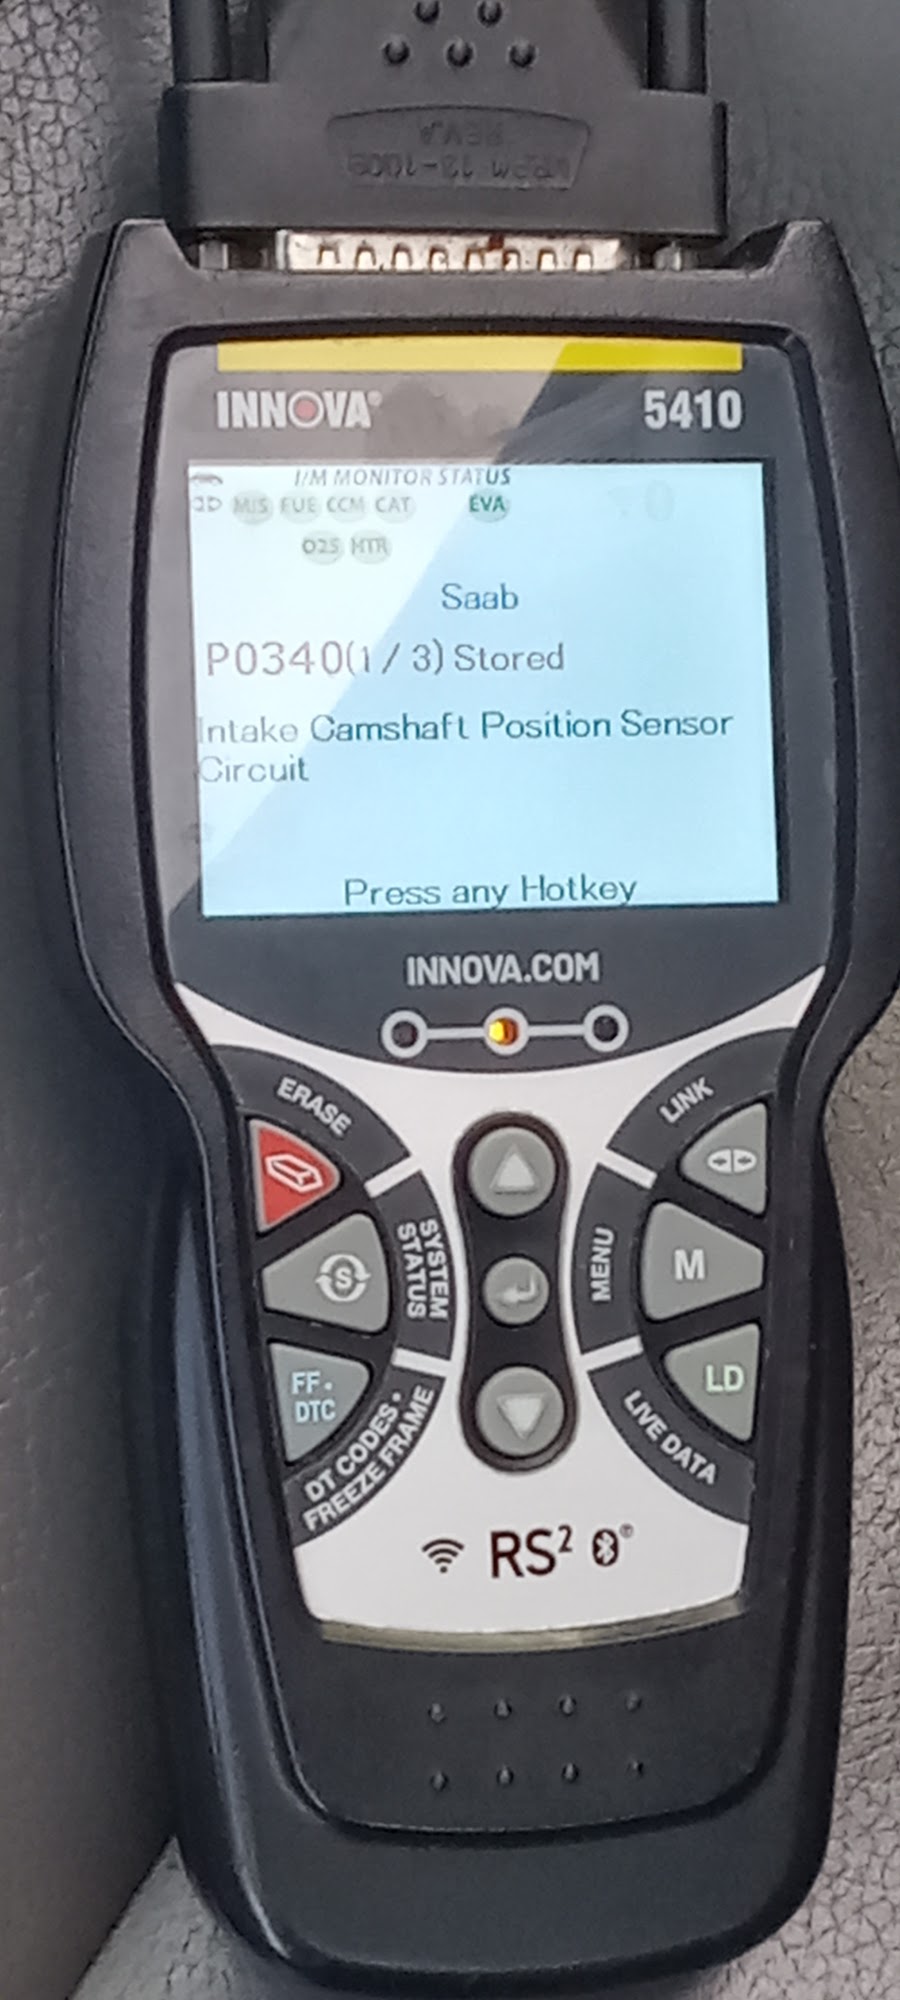 INNOVA® 5410
I/M MONITOR STATUS
MIS FUE CCM CAT EVA
O2S HTR
Saab
P0340(1 / 3) Stored
Intake Camshaft Position Sensor
Circuit
Press any Hotkey
INNOVA.COM
ERASE
LINK
SYSTEM
STATUS
MENU
M
FF.
DTC
LD
DT CODES •
FREEZE FRAME
LIVE DATA
RS²